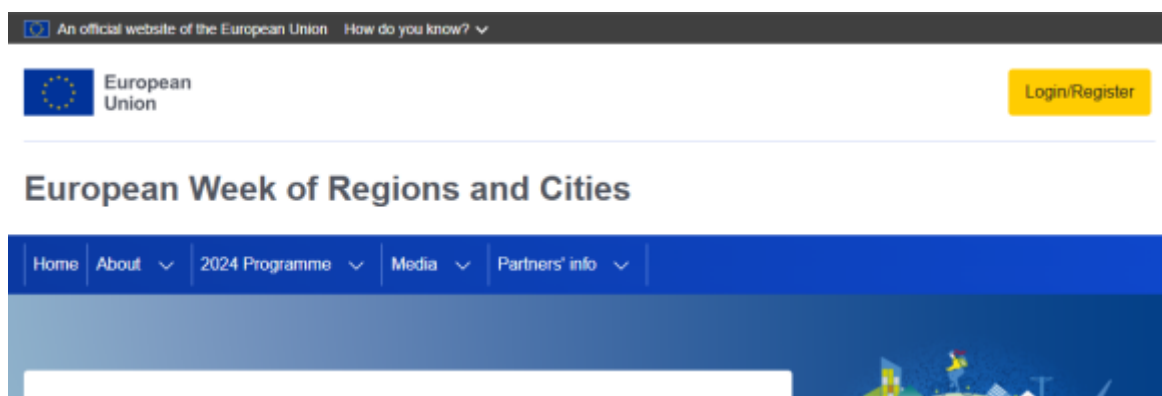 An official website of the European Union How do you know?
European
Union
Login/Register
European Week of Regions and Cities
Home About 2024 Programme Media Partners' info